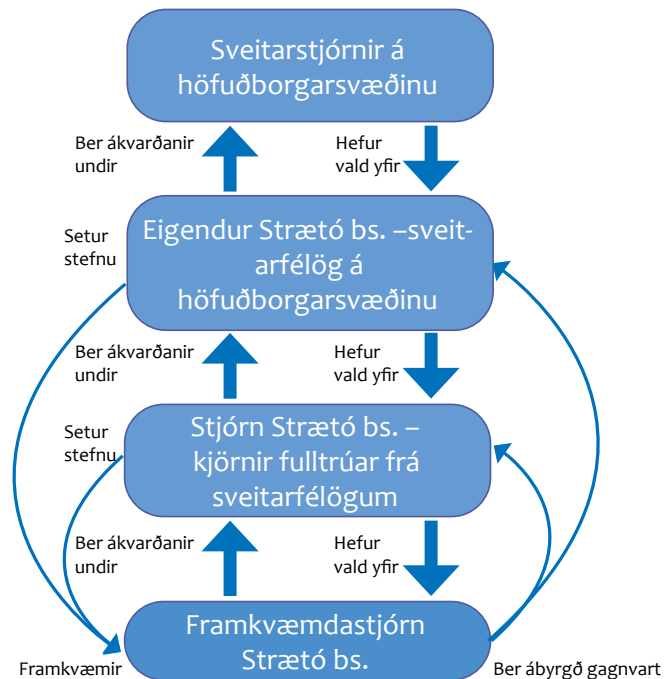 Sveitarstjórnir á
höfuðborgarsvæðinu
Ber ákvarðanir
undir
Hefur
vald yfir
Setur
stefnu
Eigendur Strætó bs. –sveit-
arfélög á
höfuðborgarsvæðinu
Ber ákvarðanir
undir
Hefur
vald yfir
Setur
stefnu
Stjórn Strætó bs. –
kjörnir fulltrúar frá
sveitarfélögum
Ber ákvarðanir
undir
Hefur
vald yfir
Framkvæmdastjórn
Strætó bs.
Framkvæmir
Ber ábyrgð gagnvart